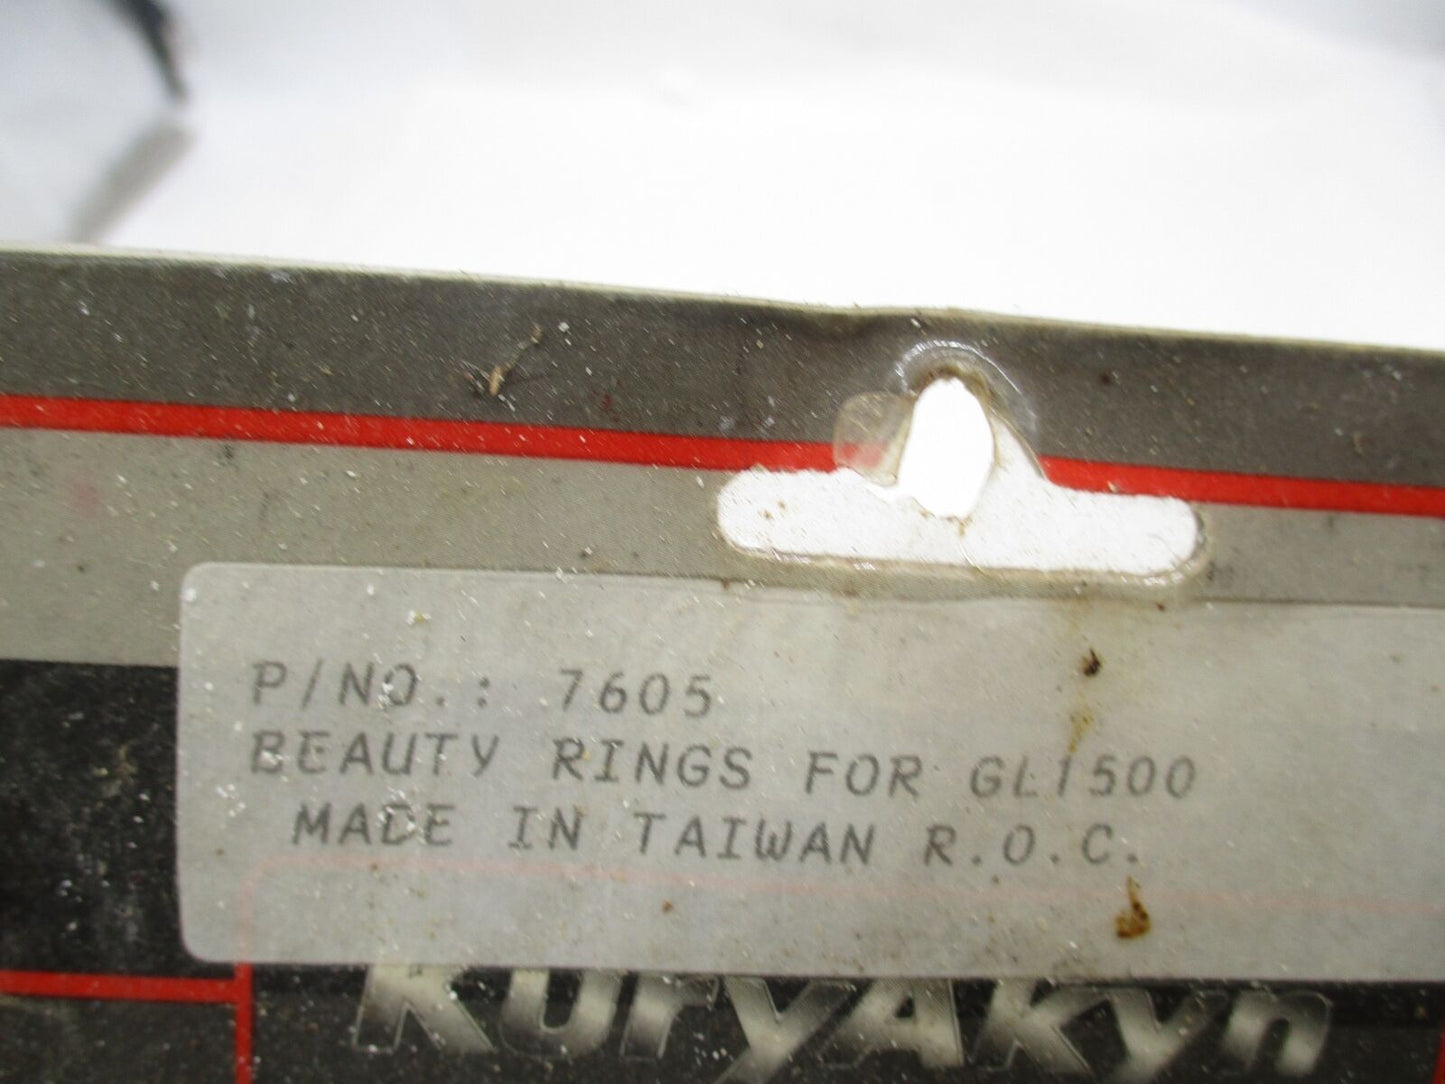 P/NO.: 7605
BEAUTY RINGS FOR GL1500
MADE IN TAIWAN R.O.C.
KuryAkyn